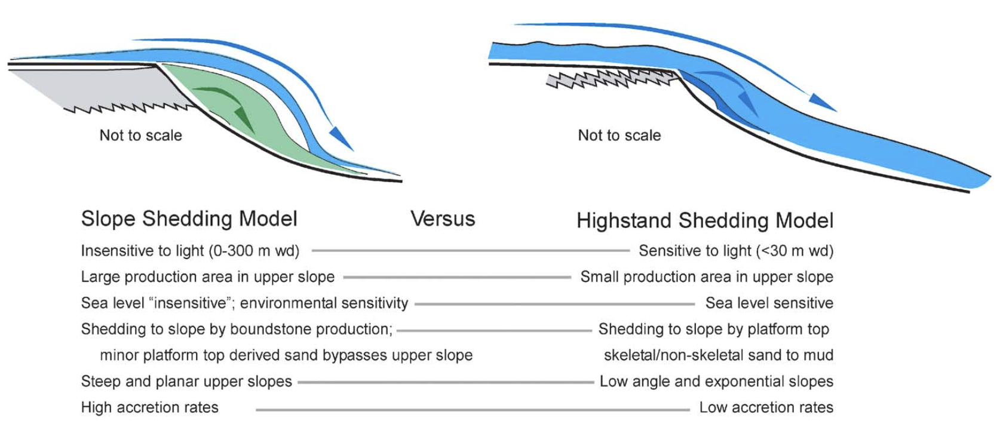 Not to scale
Not to scale
Slope Shedding Model Versus Highstand Shedding Model
Insensitive to light (0-300 m wd) Sensitive to light (<30 m wd)
Large production area in upper slope Small production area in upper slope
Sea level “insensitive”; environmental sensitivity Sea level sensitive
Shedding to slope by boundstone production; Shedding to slope by platform top
minor platform top derived sand bypasses upper slope skeletal/non-skeletal sand to mud
Steep and planar upper slopes Low angle and exponential slopes
High accretion rates Low accretion rates